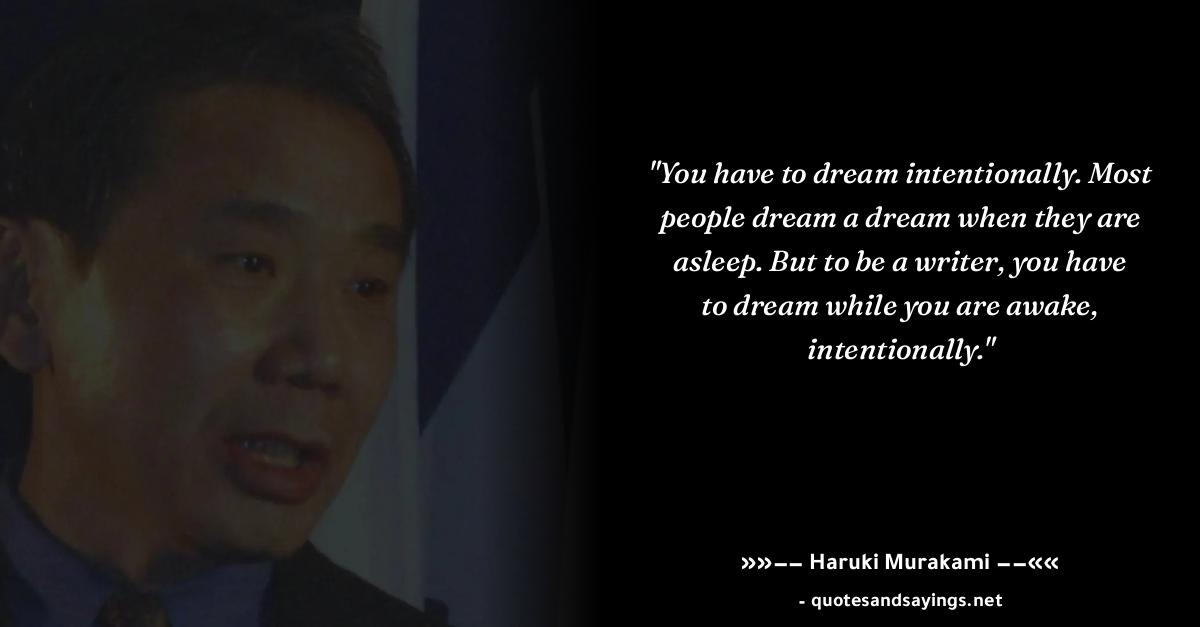 "You have to dream intentionally. Most
people dream a dream when they are
asleep. But to be a writer, you have
to dream while you are awake,
intentionally."
»»−− Haruki Murakami −−««
- quotesandsayings.net